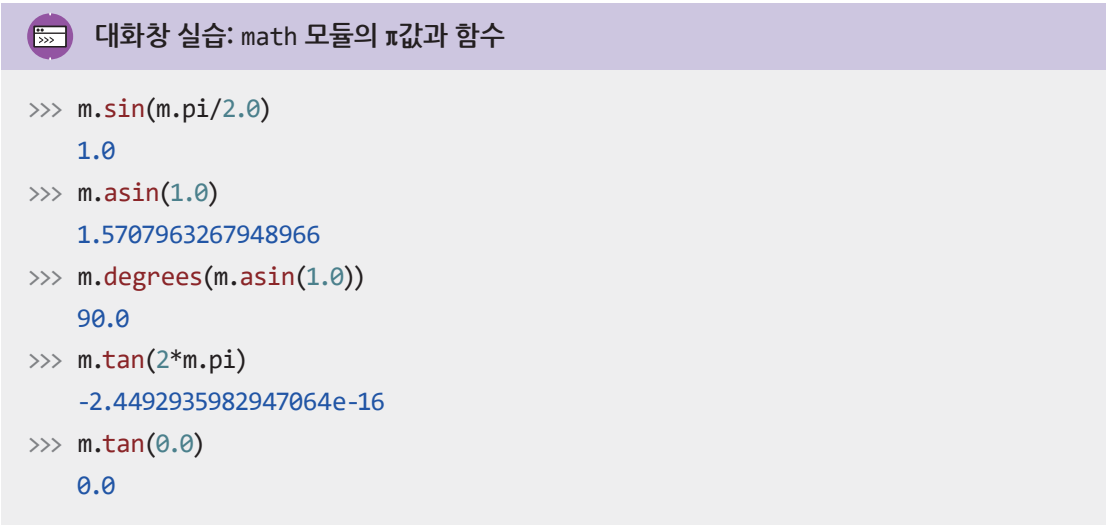 대화창 실습: math 모듈의 π값과 함수
>>> m.sin(m.pi/2.0)
1.0
>>> m.asin(1.0)
1.5707963267948966
>>> m.degrees(m.asin(1.0))
90.0
>>> m.tan(2*m.pi)
-2.4492935982947064e-16
>>> m.tan(0.0)
0.0